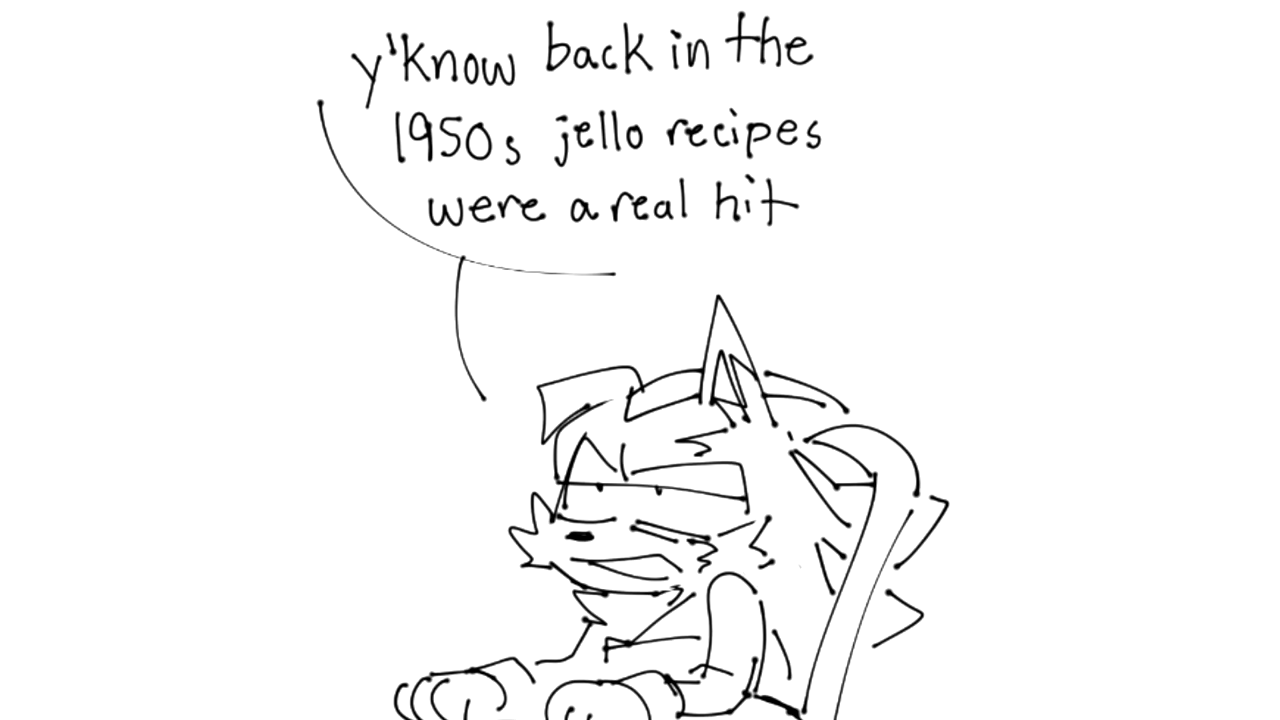 y'know back in the
1950s jello recipes
were a real hit